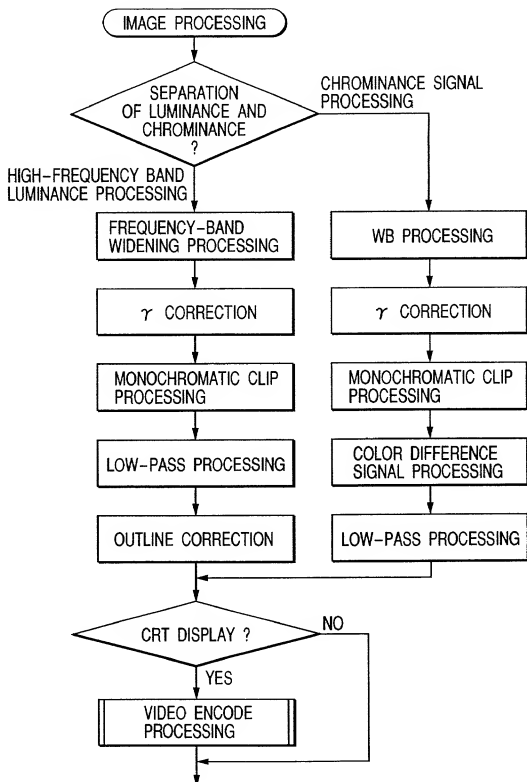 IMAGE PROCESSING
SEPARATION
OF LUMINANCE AND
CHROMINANCE
?
CHROMINANCE SIGNAL
PROCESSING
HIGH-FREQUENCY BAND
LUMINANCE PROCESSING
FREQUENCY-BAND
WIDENING PROCESSING
γ CORRECTION
MONOCHROMATIC CLIP
PROCESSING
LOW-PASS PROCESSING
OUTLINE CORRECTION
WB PROCESSING
γ CORRECTION
MONOCHROMATIC CLIP
PROCESSING
COLOR DIFFERENCE
SIGNAL PROCESSING
LOW-PASS PROCESSING
CRT DISPLAY ?
NO
YES
VIDEO ENCODE
PROCESSING